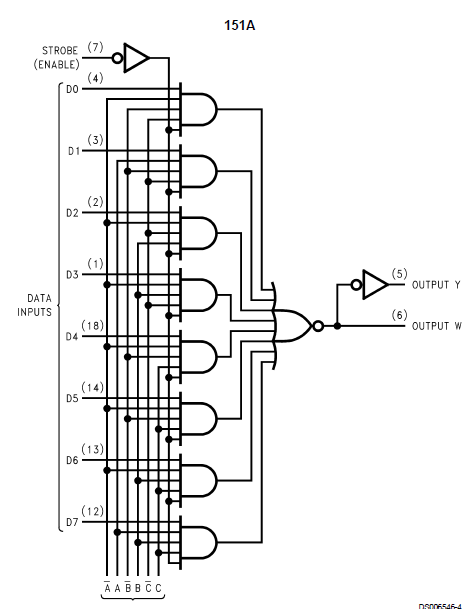 151A
STROBE (7)
(ENABLE)
D0 (4)
D1 (3)
D2 (2)
D3 (1)
DATA
INPUTS
D4 (18)
D5 (14)
D6 (13)
D7 (12)
(5)
OUTPUT Y
(6)
OUTPUT W
A̅ A B̅ B C̅ C
DS006546-4